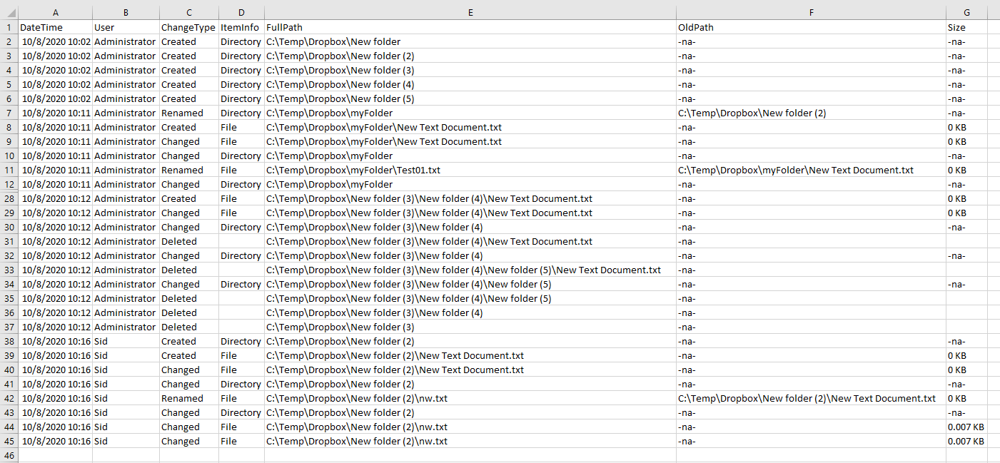 A B C D E F G
1 DateTime User ChangeType ItemInfo FullPath OldPath Size
2 10/8/2020 10:02 Administrator Created Directory C:\Temp\Dropbox\New folder -na- -na-
3 10/8/2020 10:02 Administrator Created Directory C:\Temp\Dropbox\New folder (2) -na- -na-
4 10/8/2020 10:02 Administrator Created Directory C:\Temp\Dropbox\New folder (3) -na- -na-
5 10/8/2020 10:02 Administrator Created Directory C:\Temp\Dropbox\New folder (4) -na- -na-
6 10/8/2020 10:02 Administrator Created Directory C:\Temp\Dropbox\New folder (5) -na- -na-
7 10/8/2020 10:11 Administrator Renamed Directory C:\Temp\Dropbox\myFolder C:\Temp\Dropbox\New folder (2) -na-
8 10/8/2020 10:11 Administrator Created File C:\Temp\Dropbox\myFolder\New Text Document.txt -na- 0 KB
9 10/8/2020 10:11 Administrator Changed File C:\Temp\Dropbox\myFolder\New Text Document.txt -na- 0 KB
10 10/8/2020 10:11 Administrator Changed Directory C:\Temp\Dropbox\myFolder -na- -na-
11 10/8/2020 10:11 Administrator Renamed File C:\Temp\Dropbox\myFolder\Test01.txt C:\Temp\Dropbox\myFolder\New Text Document.txt 0 KB
12 10/8/2020 10:11 Administrator Changed Directory C:\Temp\Dropbox\myFolder -na- -na-
28 10/8/2020 10:12 Administrator Created File C:\Temp\Dropbox\New folder (3)\New folder (4)\New Text Document.txt -na- 0 KB
29 10/8/2020 10:12 Administrator Changed File C:\Temp\Dropbox\New folder (3)\New folder (4)\New Text Document.txt -na- 0 KB
30 10/8/2020 10:12 Administrator Changed Directory C:\Temp\Dropbox\New folder (3)\New folder (4) -na- -na-
31 10/8/2020 10:12 Administrator Deleted C:\Temp\Dropbox\New folder (3)\New folder (4)\New Text Document.txt -na-
32 10/8/2020 10:12 Administrator Changed Directory C:\Temp\Dropbox\New folder (3)\New folder (4) -na- -na-
33 10/8/2020 10:12 Administrator Deleted C:\Temp\Dropbox\New folder (3)\New folder (4)\New folder (5)\New Text Document.txt -na-
34 10/8/2020 10:12 Administrator Changed Directory C:\Temp\Dropbox\New folder (3)\New folder (4)\New folder (5) -na- -na-
35 10/8/2020 10:12 Administrator Deleted C:\Temp\Dropbox\New folder (3)\New folder (4)\New folder (5) -na-
36 10/8/2020 10:12 Administrator Deleted C:\Temp\Dropbox\New folder (3)\New folder (4) -na-
37 10/8/2020 10:12 Administrator Deleted C:\Temp\Dropbox\New folder (3) -na-
38 10/8/2020 10:16 Sid Created Directory C:\Temp\Dropbox\New folder (2) -na- -na-
39 10/8/2020 10:16 Sid Created File C:\Temp\Dropbox\New folder (2)\New Text Document.txt -na- 0 KB
40 10/8/2020 10:16 Sid Changed File C:\Temp\Dropbox\New folder (2)\New Text Document.txt -na- 0 KB
41 10/8/2020 10:16 Sid Changed Directory C:\Temp\Dropbox\New folder (2) -na- -na-
42 10/8/2020 10:16 Sid Renamed File C:\Temp\Dropbox\New folder (2)\nw.txt C:\Temp\Dropbox\New folder (2)\New Text Document.txt 0 KB
43 10/8/2020 10:16 Sid Changed Directory C:\Temp\Dropbox\New folder (2) -na- -na-
44 10/8/2020 10:16 Sid Changed File C:\Temp\Dropbox\New folder (2)\nw.txt -na- 0.007 KB
45 10/8/2020 10:16 Sid Changed File C:\Temp\Dropbox\New folder (2)\nw.txt -na- 0.007 KB
46